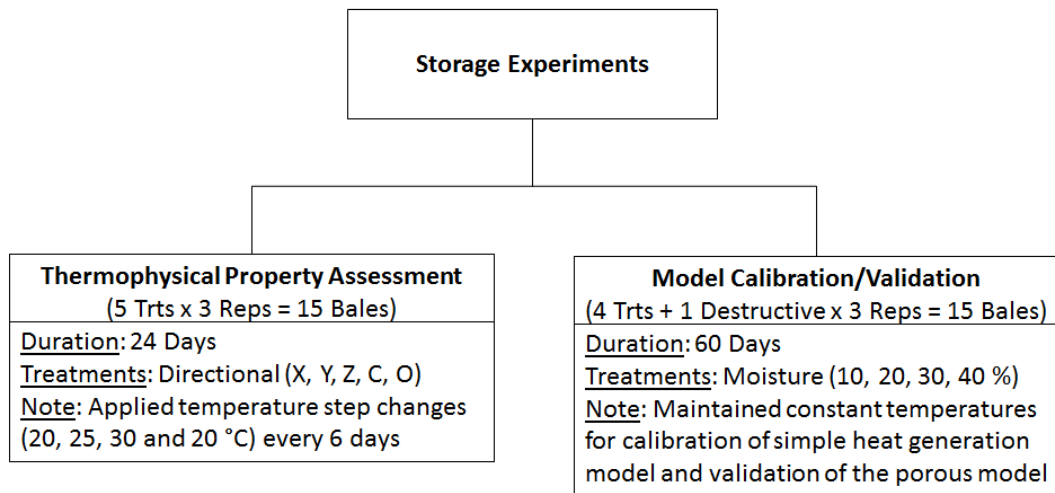 Storage Experiments
Thermophysical Property Assessment
(5 Trts x 3 Reps = 15 Bales)
Duration: 24 Days
Treatments: Directional (X, Y, Z, C, O)
Note: Applied temperature step changes
(20, 25, 30 and 20 °C) every 6 days
Model Calibration/Validation
(4 Trts + 1 Destructive x 3 Reps = 15 Bales)
Duration: 60 Days
Treatments: Moisture (10, 20, 30, 40 %)
Note: Maintained constant temperatures
for calibration of simple heat generation
model and validation of the porous model